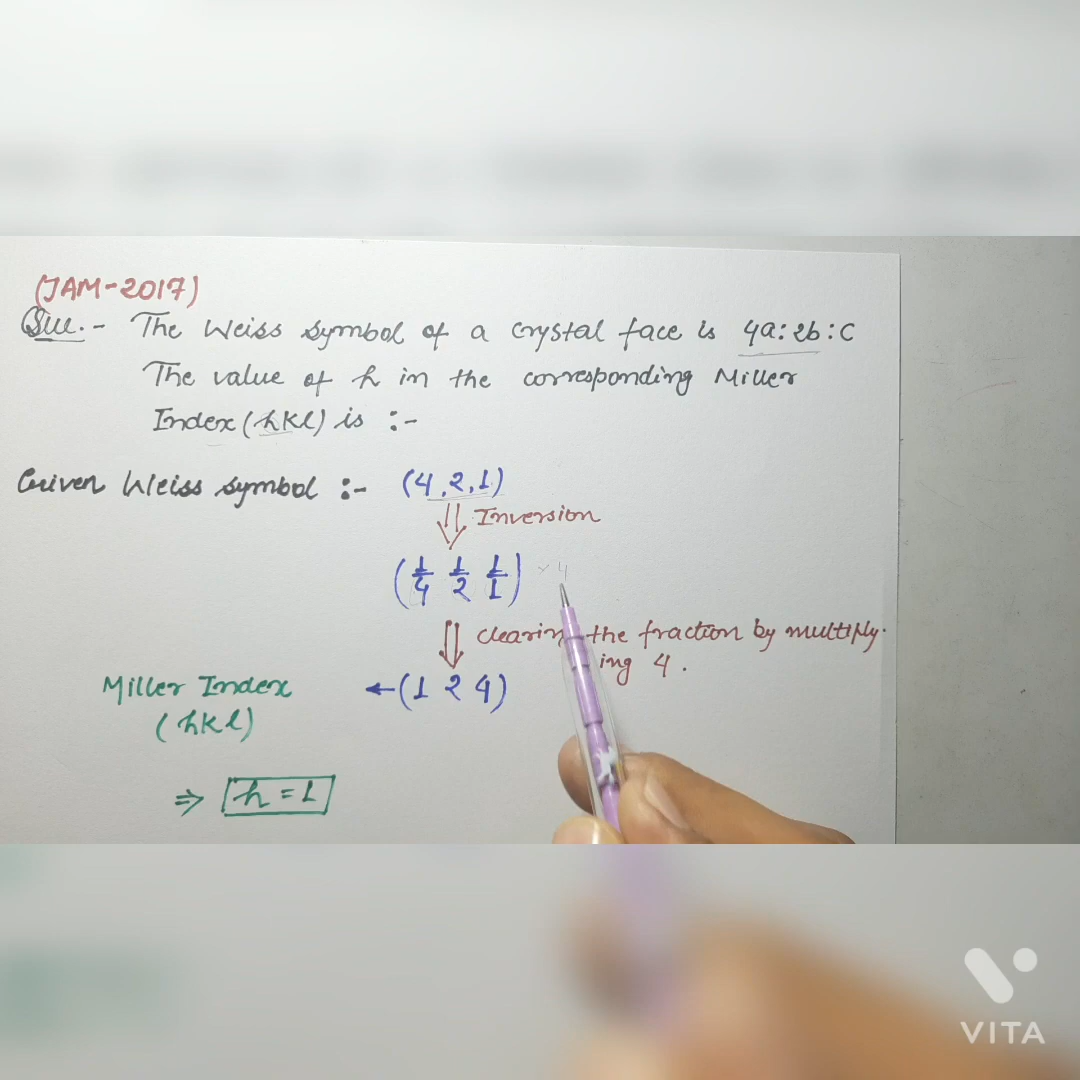 (JAM-2017)
Que.- The Weiss symbol of a crystal face is 4a:2b:C
The value of h in the corresponding Miller
Index (hkl) is :-
Given Weiss symbol :- (4,2,1)
⇓ Inversion
(1/4 1/2 1/1) × 4
⇓ clearing the fraction by multiply-
ing 4.
Miller Index ← (1 2 4)
(hkl)
⇒ h = 1
VITA